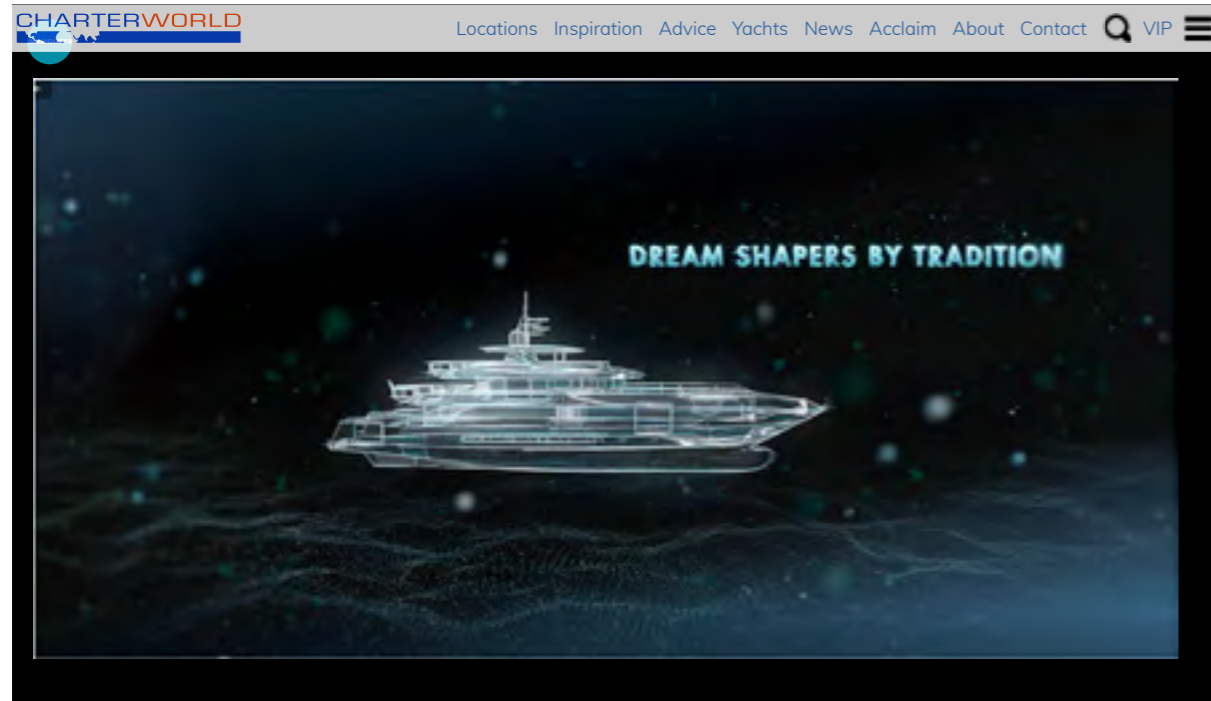 CHARTERWORLD
Locations Inspiration Advice Yachts News Acclaim About Contact VIP
DREAM SHAPERS BY TRADITION